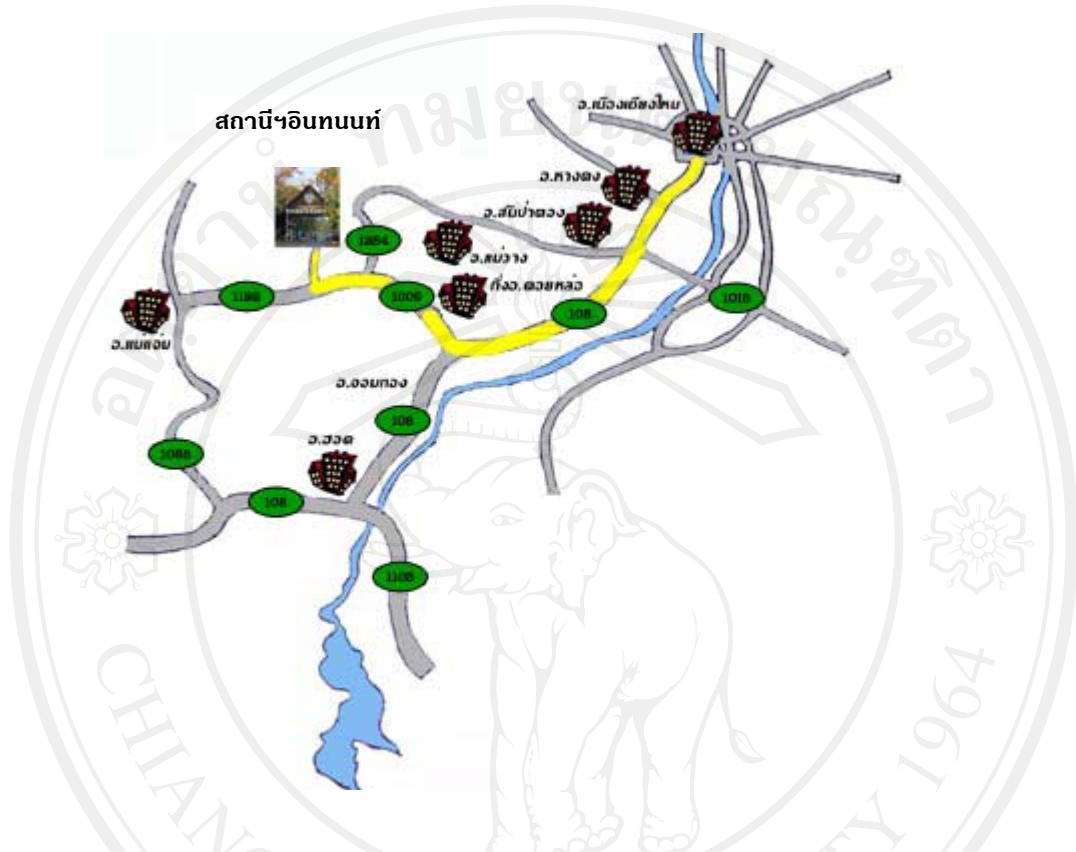 สถานีฯอินทนนท์
อ.เมืองเชียงใหม่
อ.หางดง
อ.สันป่าตอง
1284
อ.แม่วาง
กิ่งอ.ดอยหล่อ
1192
1009
108
1015
อ.แม่แจ่ม
อ.จอมทอง
108
อ.ฮอด
1088
108
1103
1964